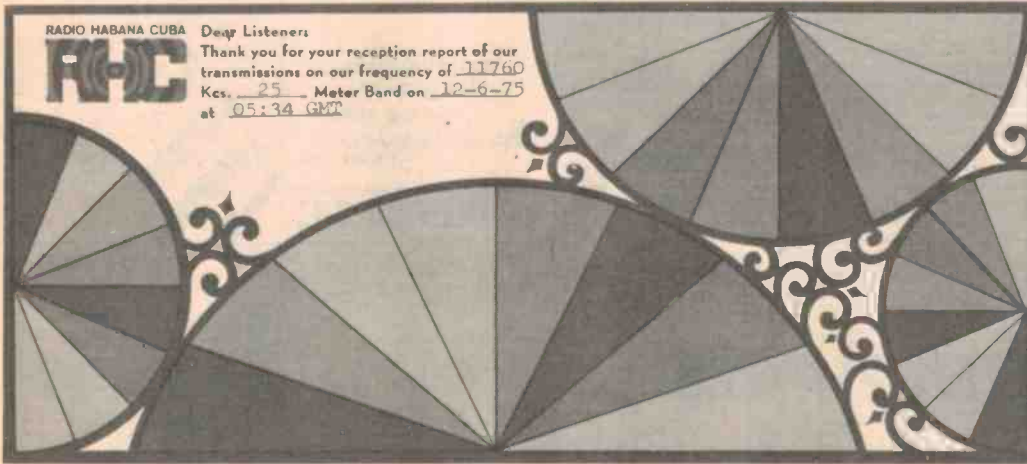 RADIO HABANA CUBA
RHC
Dear Listener:
Thank you for your reception report of our
transmissions on our frequency of 11760
Kcs. 25 Meter Band on 12-6-75
at 05:34 GMT